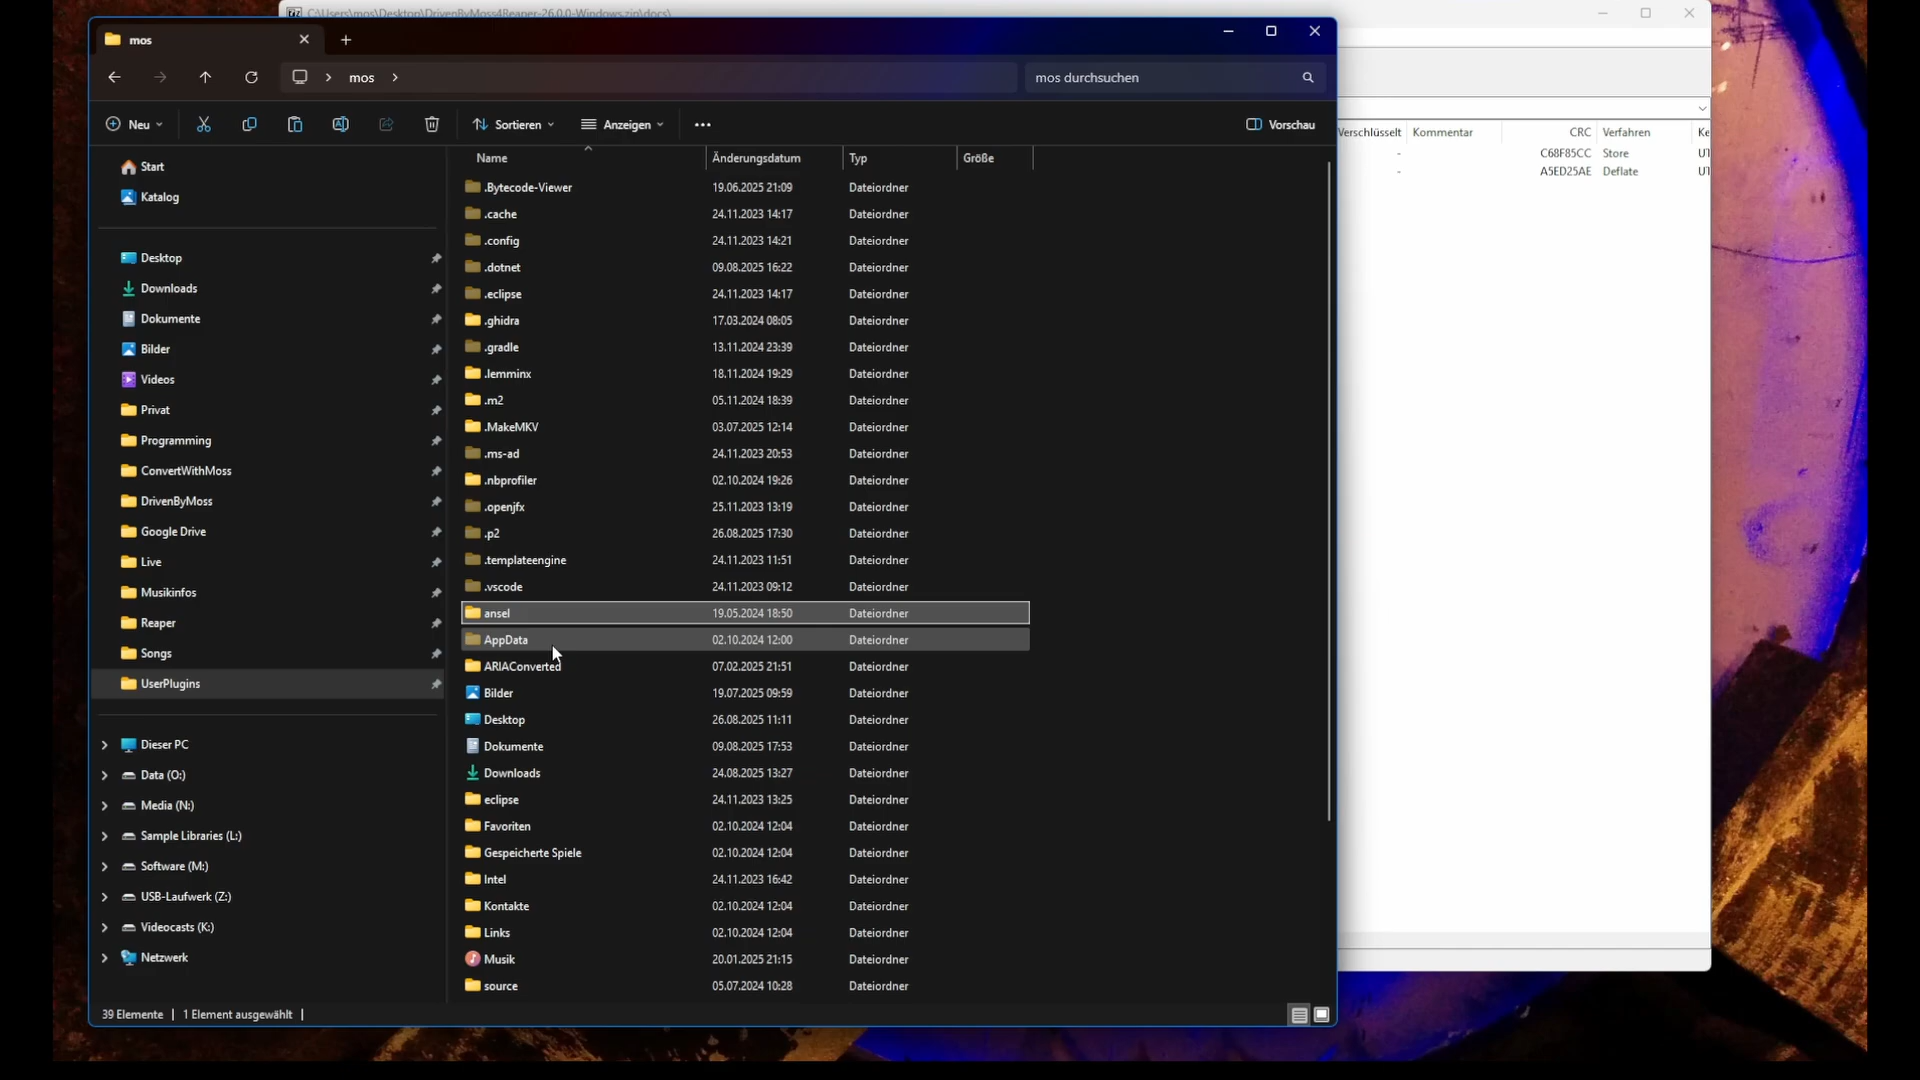 C:\Users\mos\Desktop\DrivenByMoss4Reaper-26.0.0-Windows.zip\docs\
mos
mos
mos durchsuchen
Neu
Sortieren
Anzeigen
Vorschau
Start
Katalog
Desktop
Downloads
Dokumente
Bilder
Videos
Privat
Programming
ConvertWithMoss
DrivenByMoss
Google Drive
Live
Musikinfos
Reaper
Songs
UserPlugins
Dieser PC
Data (O:)
Media (N:)
Sample Libraries (L:)
Software (M:)
USB-Laufwerk (Z:)
Videocasts (K:)
Netzwerk
Name Änderungsdatum Typ Größe
.Bytecode-Viewer 19.06.2025 21:09 Dateiordner
.cache 24.11.2023 14:17 Dateiordner
.config 24.11.2023 14:21 Dateiordner
.dotnet 09.08.2025 16:22 Dateiordner
.eclipse 24.11.2023 14:17 Dateiordner
.ghidra 17.03.2024 08:05 Dateiordner
.gradle 13.11.2024 23:39 Dateiordner
.lemminx 18.11.2024 19:29 Dateiordner
.m2 05.11.2024 18:39 Dateiordner
.MakeMKV 03.07.2025 12:14 Dateiordner
.ms-ad 24.11.2023 20:53 Dateiordner
.nbprofiler 02.10.2024 19:26 Dateiordner
.openjfx 25.11.2023 13:19 Dateiordner
.p2 26.08.2025 17:30 Dateiordner
.templateengine 24.11.2023 11:51 Dateiordner
.vscode 24.11.2023 09:12 Dateiordner
ansel 19.05.2024 18:50 Dateiordner
AppData 02.10.2024 12:00 Dateiordner
ARIAConverted 07.02.2025 21:51 Dateiordner
Bilder 19.07.2025 09:59 Dateiordner
Desktop 26.08.2025 11:11 Dateiordner
Dokumente 09.08.2025 17:53 Dateiordner
Downloads 24.08.2025 13:27 Dateiordner
eclipse 24.11.2023 13:25 Dateiordner
Favoriten 02.10.2024 12:04 Dateiordner
Gespeicherte Spiele 02.10.2024 12:04 Dateiordner
Intel 24.11.2023 16:42 Dateiordner
Kontakte 02.10.2024 12:04 Dateiordner
Links 02.10.2024 12:04 Dateiordner
Musik 20.01.2025 21:15 Dateiordner
source 05.07.2024 10:28 Dateiordner
39 Elemente | 1 Element ausgewählt |
Verschlüsselt Kommentar CRC Verfahren Ke
- C68F85CC Store UT
- A5ED25AE Deflate UT